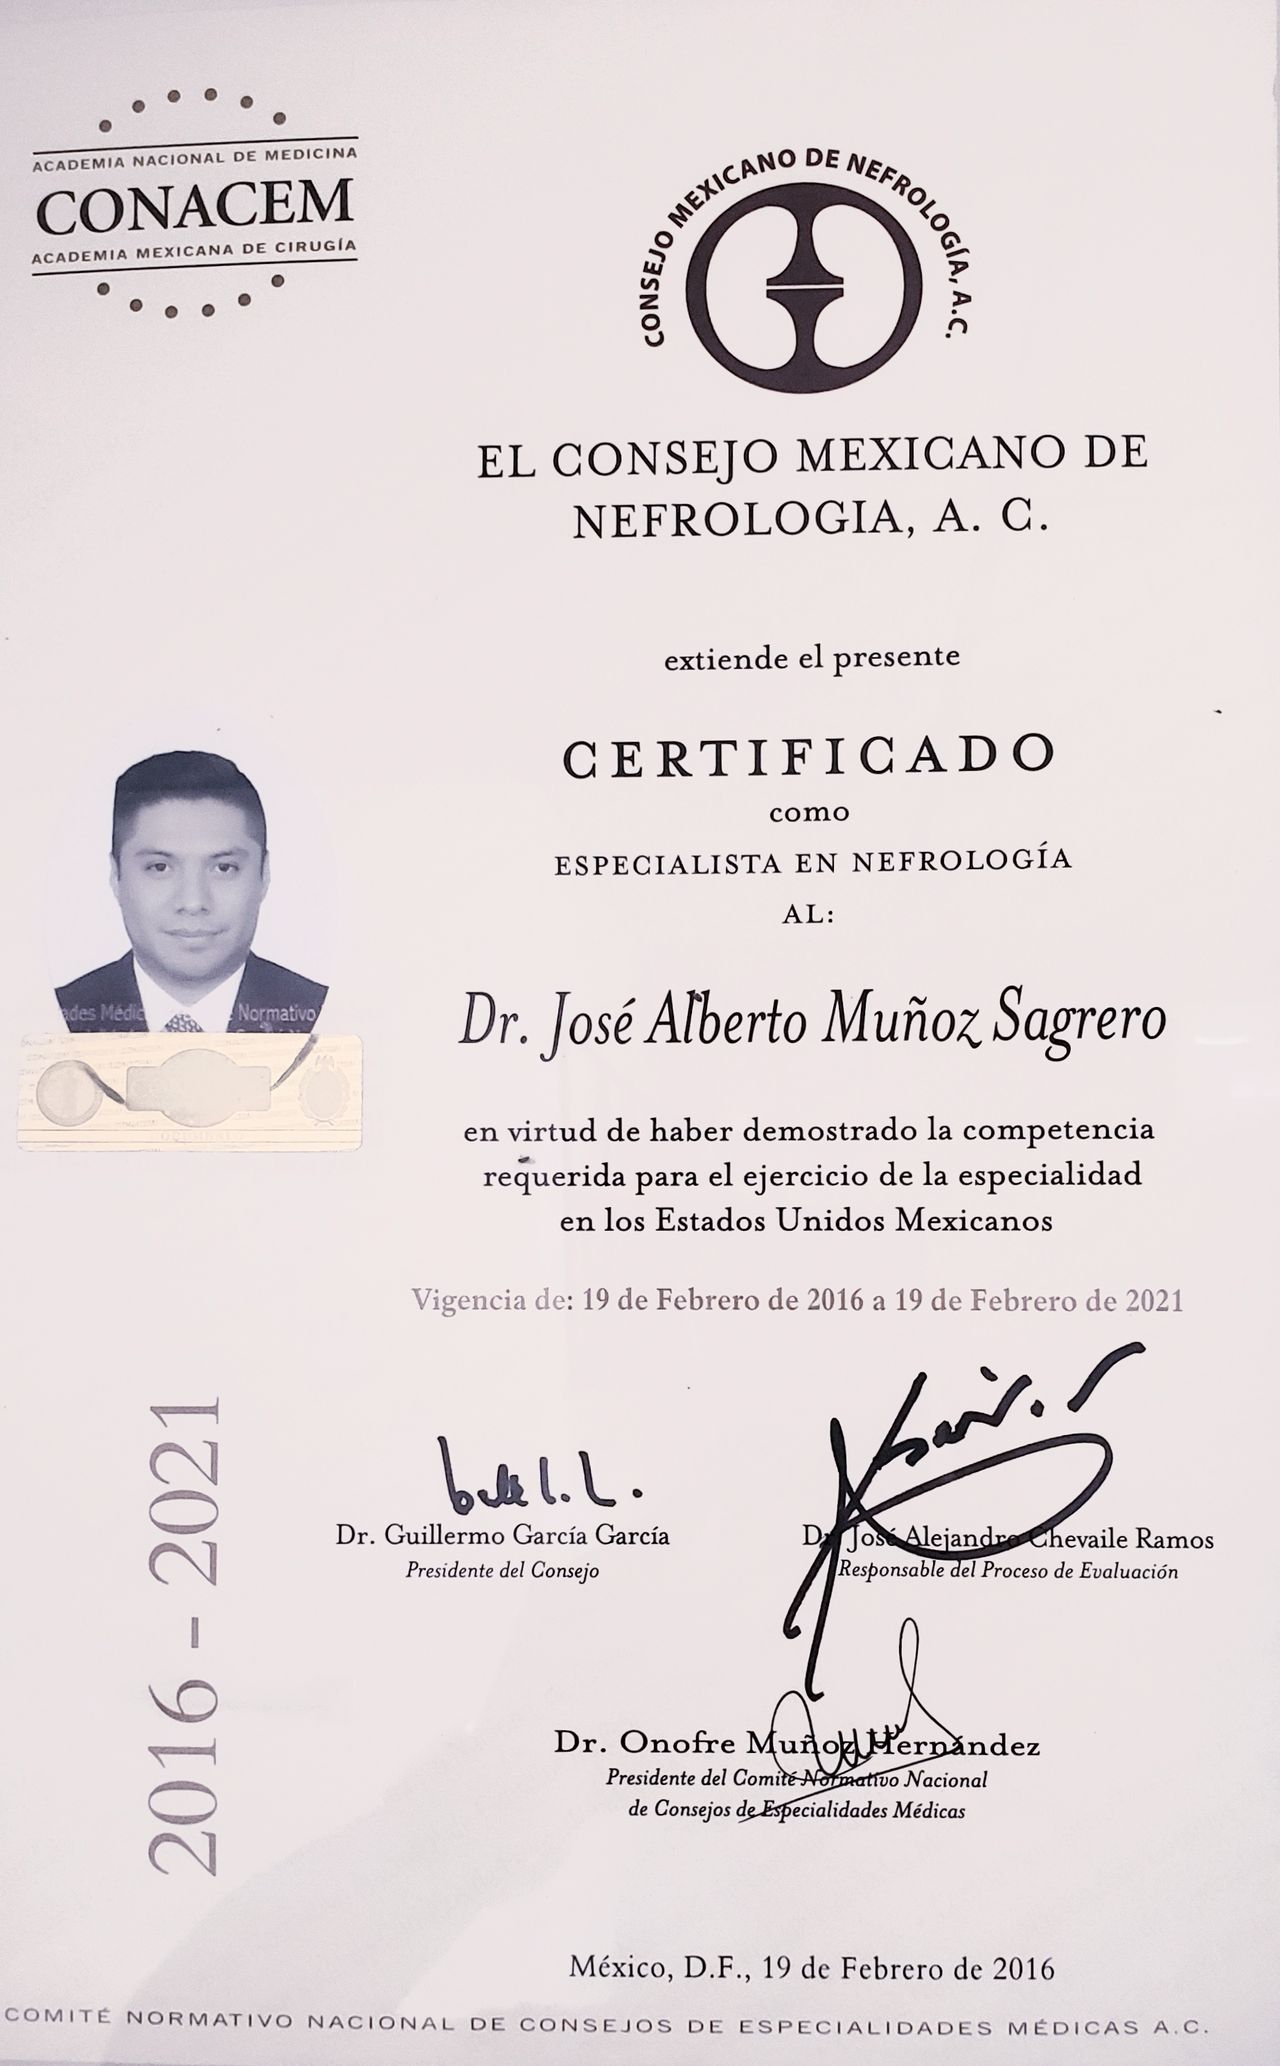 ACADEMIA NACIONAL DE MEDICINA
CONACEM
ACADEMIA MEXICANA DE CIRUGÍA
CONSEJO MEXICANO DE NEFROLOGÍA, A.C.
EL CONSEJO MEXICANO DE
NEFROLOGIA, A. C.
extiende el presente
CERTIFICADO
como
ESPECIALISTA EN NEFROLOGÍA
AL:
Dr. José Alberto Muñoz Sagrero
en virtud de haber demostrado la competencia
requerida para el ejercicio de la especialidad
en los Estados Unidos Mexicanos
Vigencia de: 19 de Febrero de 2016 a 19 de Febrero de 2021
ades Médic Normativo
2016 - 2021
Dr. Guillermo García García
Presidente del Consejo
Dr. José Alejandro Chevaile Ramos
Responsable del Proceso de Evaluación
Dr. Onofre Muñoz Hernández
Presidente del Comité Normativo Nacional
de Consejos de Especialidades Médicas
México, D.F., 19 de Febrero de 2016
COMITÉ NORMATIVO NACIONAL DE CONSEJOS DE ESPECIALIDADES MÉDICAS A.C.